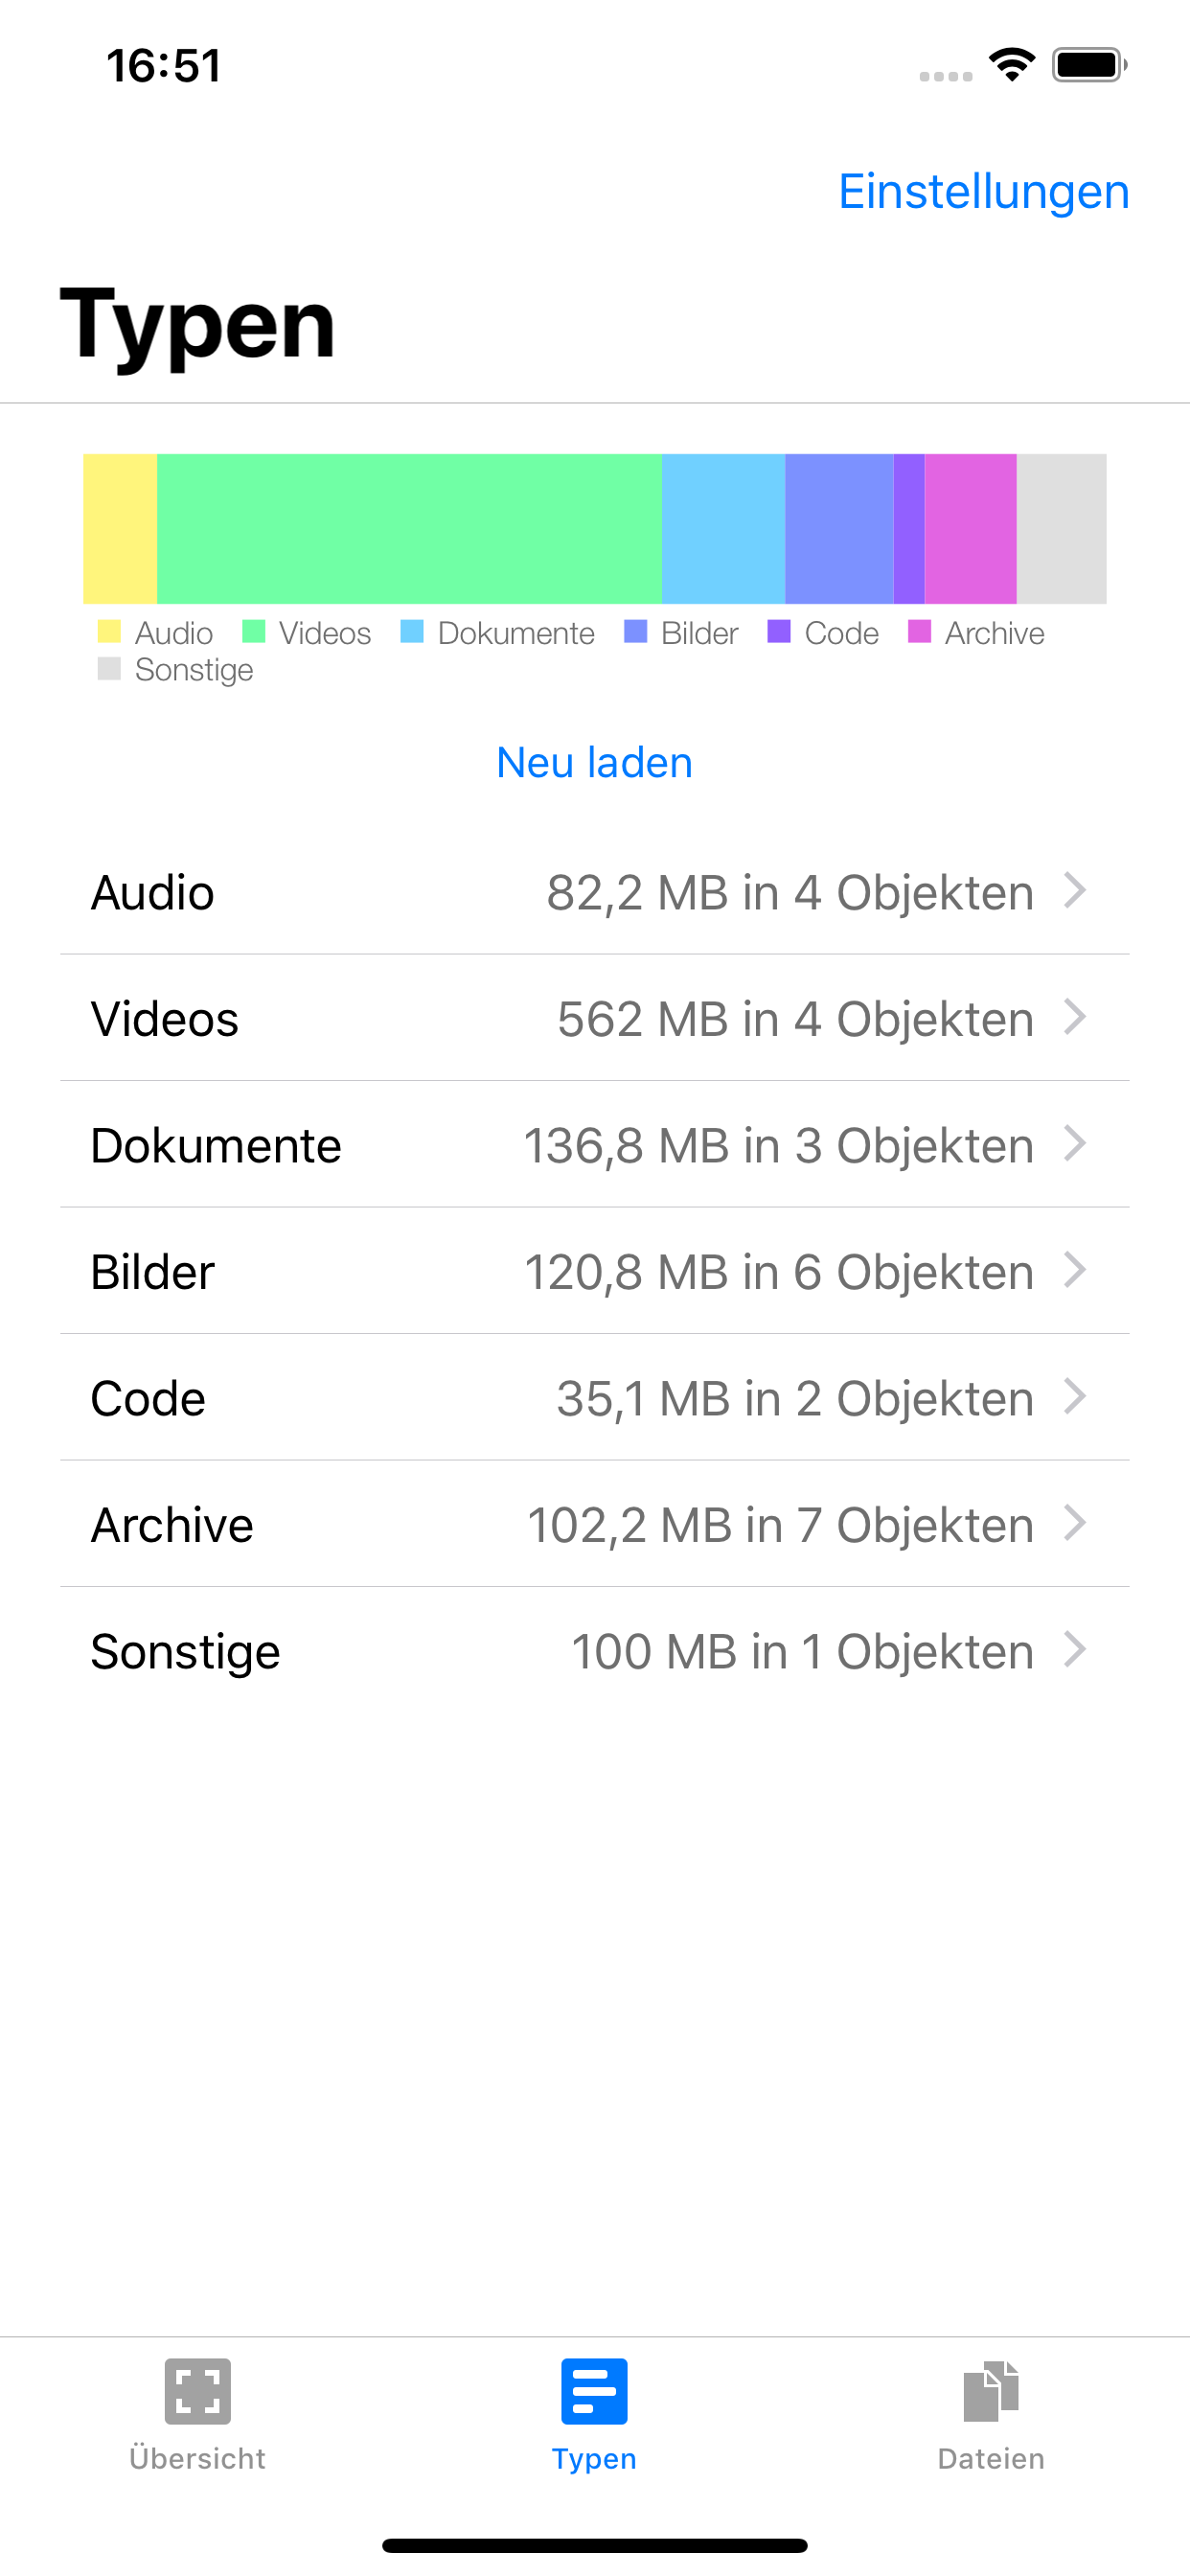 16:51
Einstellungen
Typen
Audio Videos Dokumente Bilder Code Archive
Sonstige
Neu laden
Audio 82,2 MB in 4 Objekten
Videos 562 MB in 4 Objekten
Dokumente 136,8 MB in 3 Objekten
Bilder 120,8 MB in 6 Objekten
Code 35,1 MB in 2 Objekten
Archive 102,2 MB in 7 Objekten
Sonstige 100 MB in 1 Objekten
Übersicht Typen Dateien